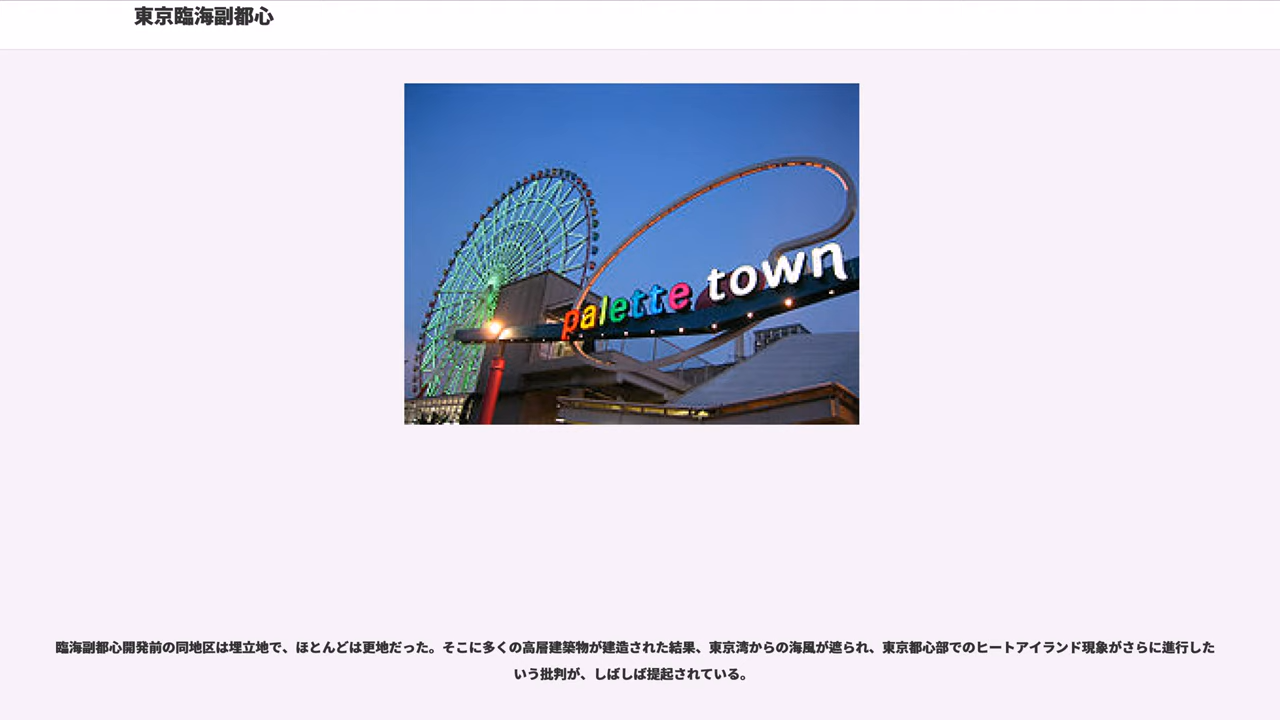 東京臨海副都心
palette town
臨海副都心開発前の同地区は埋立地で、ほとんどは更地だった。そこに多くの高層建築物が建造された結果、東京湾からの海風が遮られ、東京都心部でのヒートアイランド現象がさらに進行した
いう批判が、しばしば提起されている。